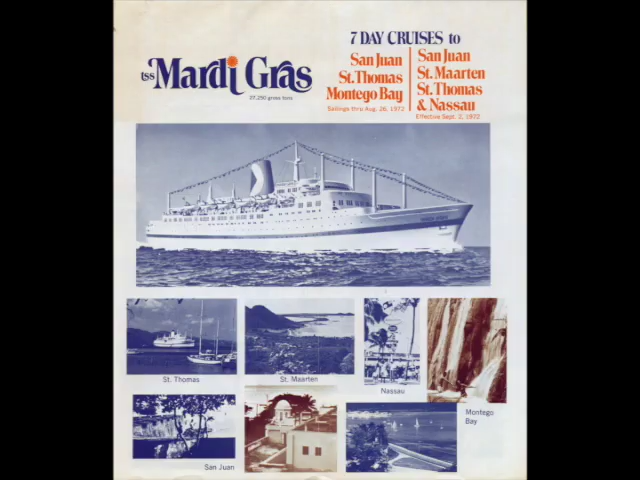 tss Mardi Gras
27,250 gross tons
7 DAY CRUISES to
San Juan
St. Thomas
Montego Bay
Sailings thru Aug. 26, 1972
San Juan
St. Maarten
St. Thomas
& Nassau
Effective Sept. 2, 1972
St. Thomas
St. Maarten
Nassau
Montego
Bay
San Juan